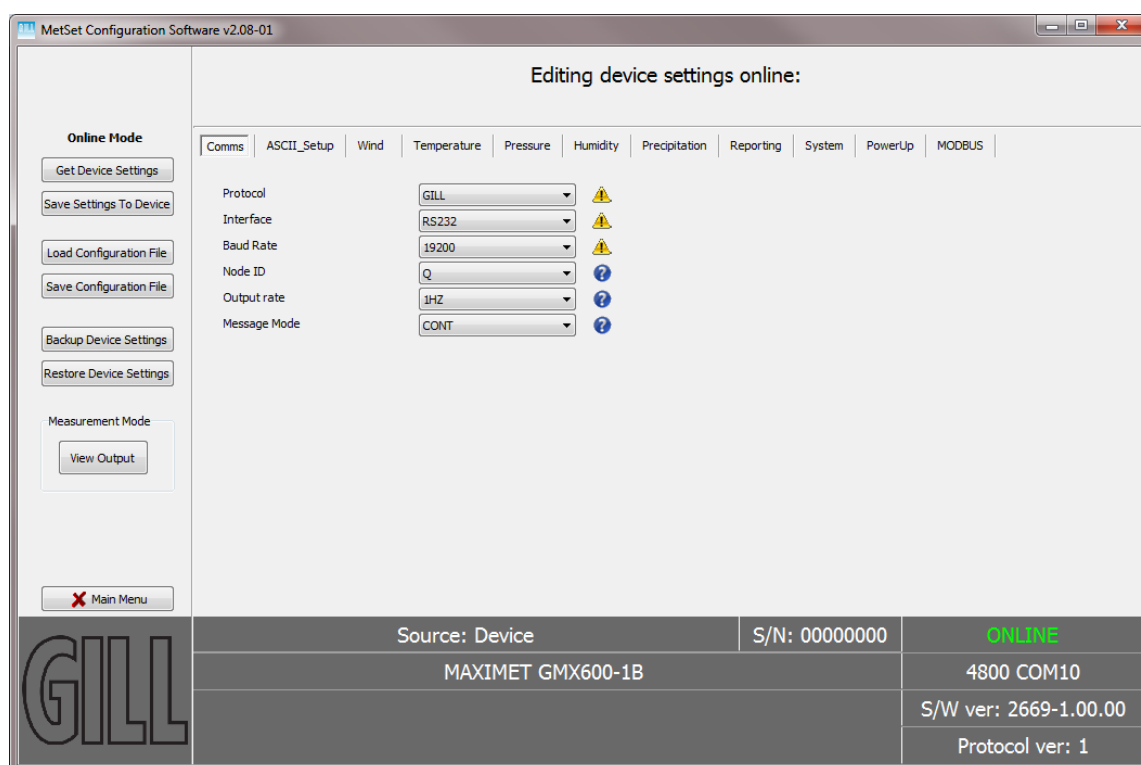 MetSet Configuration Software v2.08-01
Editing device settings online:
Online Mode
Get Device Settings
Save Settings To Device
Load Configuration File
Save Configuration File
Backup Device Settings
Restore Device Settings
Measurement Mode
View Output
Main Menu
Comms ASCII_Setup Wind Temperature Pressure Humidity Precipitation Reporting System PowerUp MODBUS
Protocol GILL
Interface RS232
Baud Rate 19200
Node ID Q
Output rate 1HZ
Message Mode CONT
GILL
Source: Device S/N: 00000000 ONLINE
MAXIMET GMX600-1B 4800 COM10
S/W ver: 2669-1.00.00
Protocol ver: 1